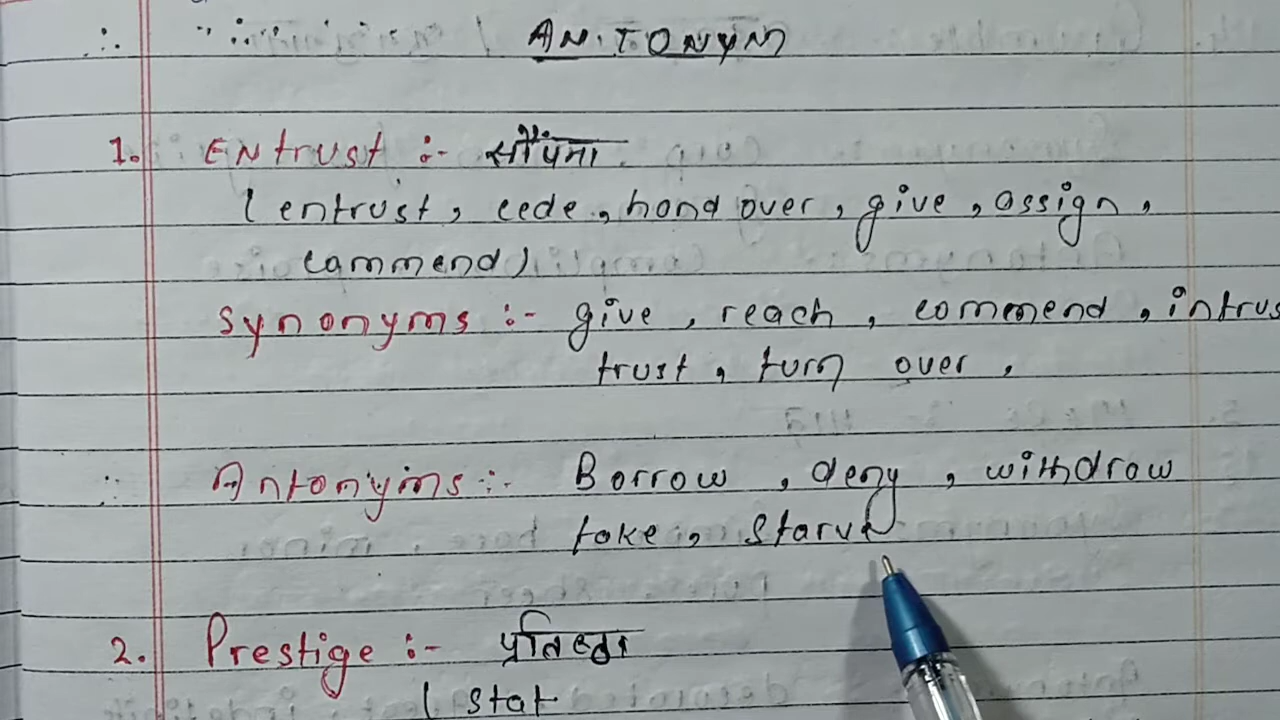 ANTONYM
1. Entrust :- सौंपना
( entrust, cede, hand over, give, assign,
commend)
Synonyms :- give, reach, commend, intrus
trust, turn over,
Antonyms :- Borrow, deny, withdraw
take, starve
2. Prestige :- प्रतिष्ठा
( stat